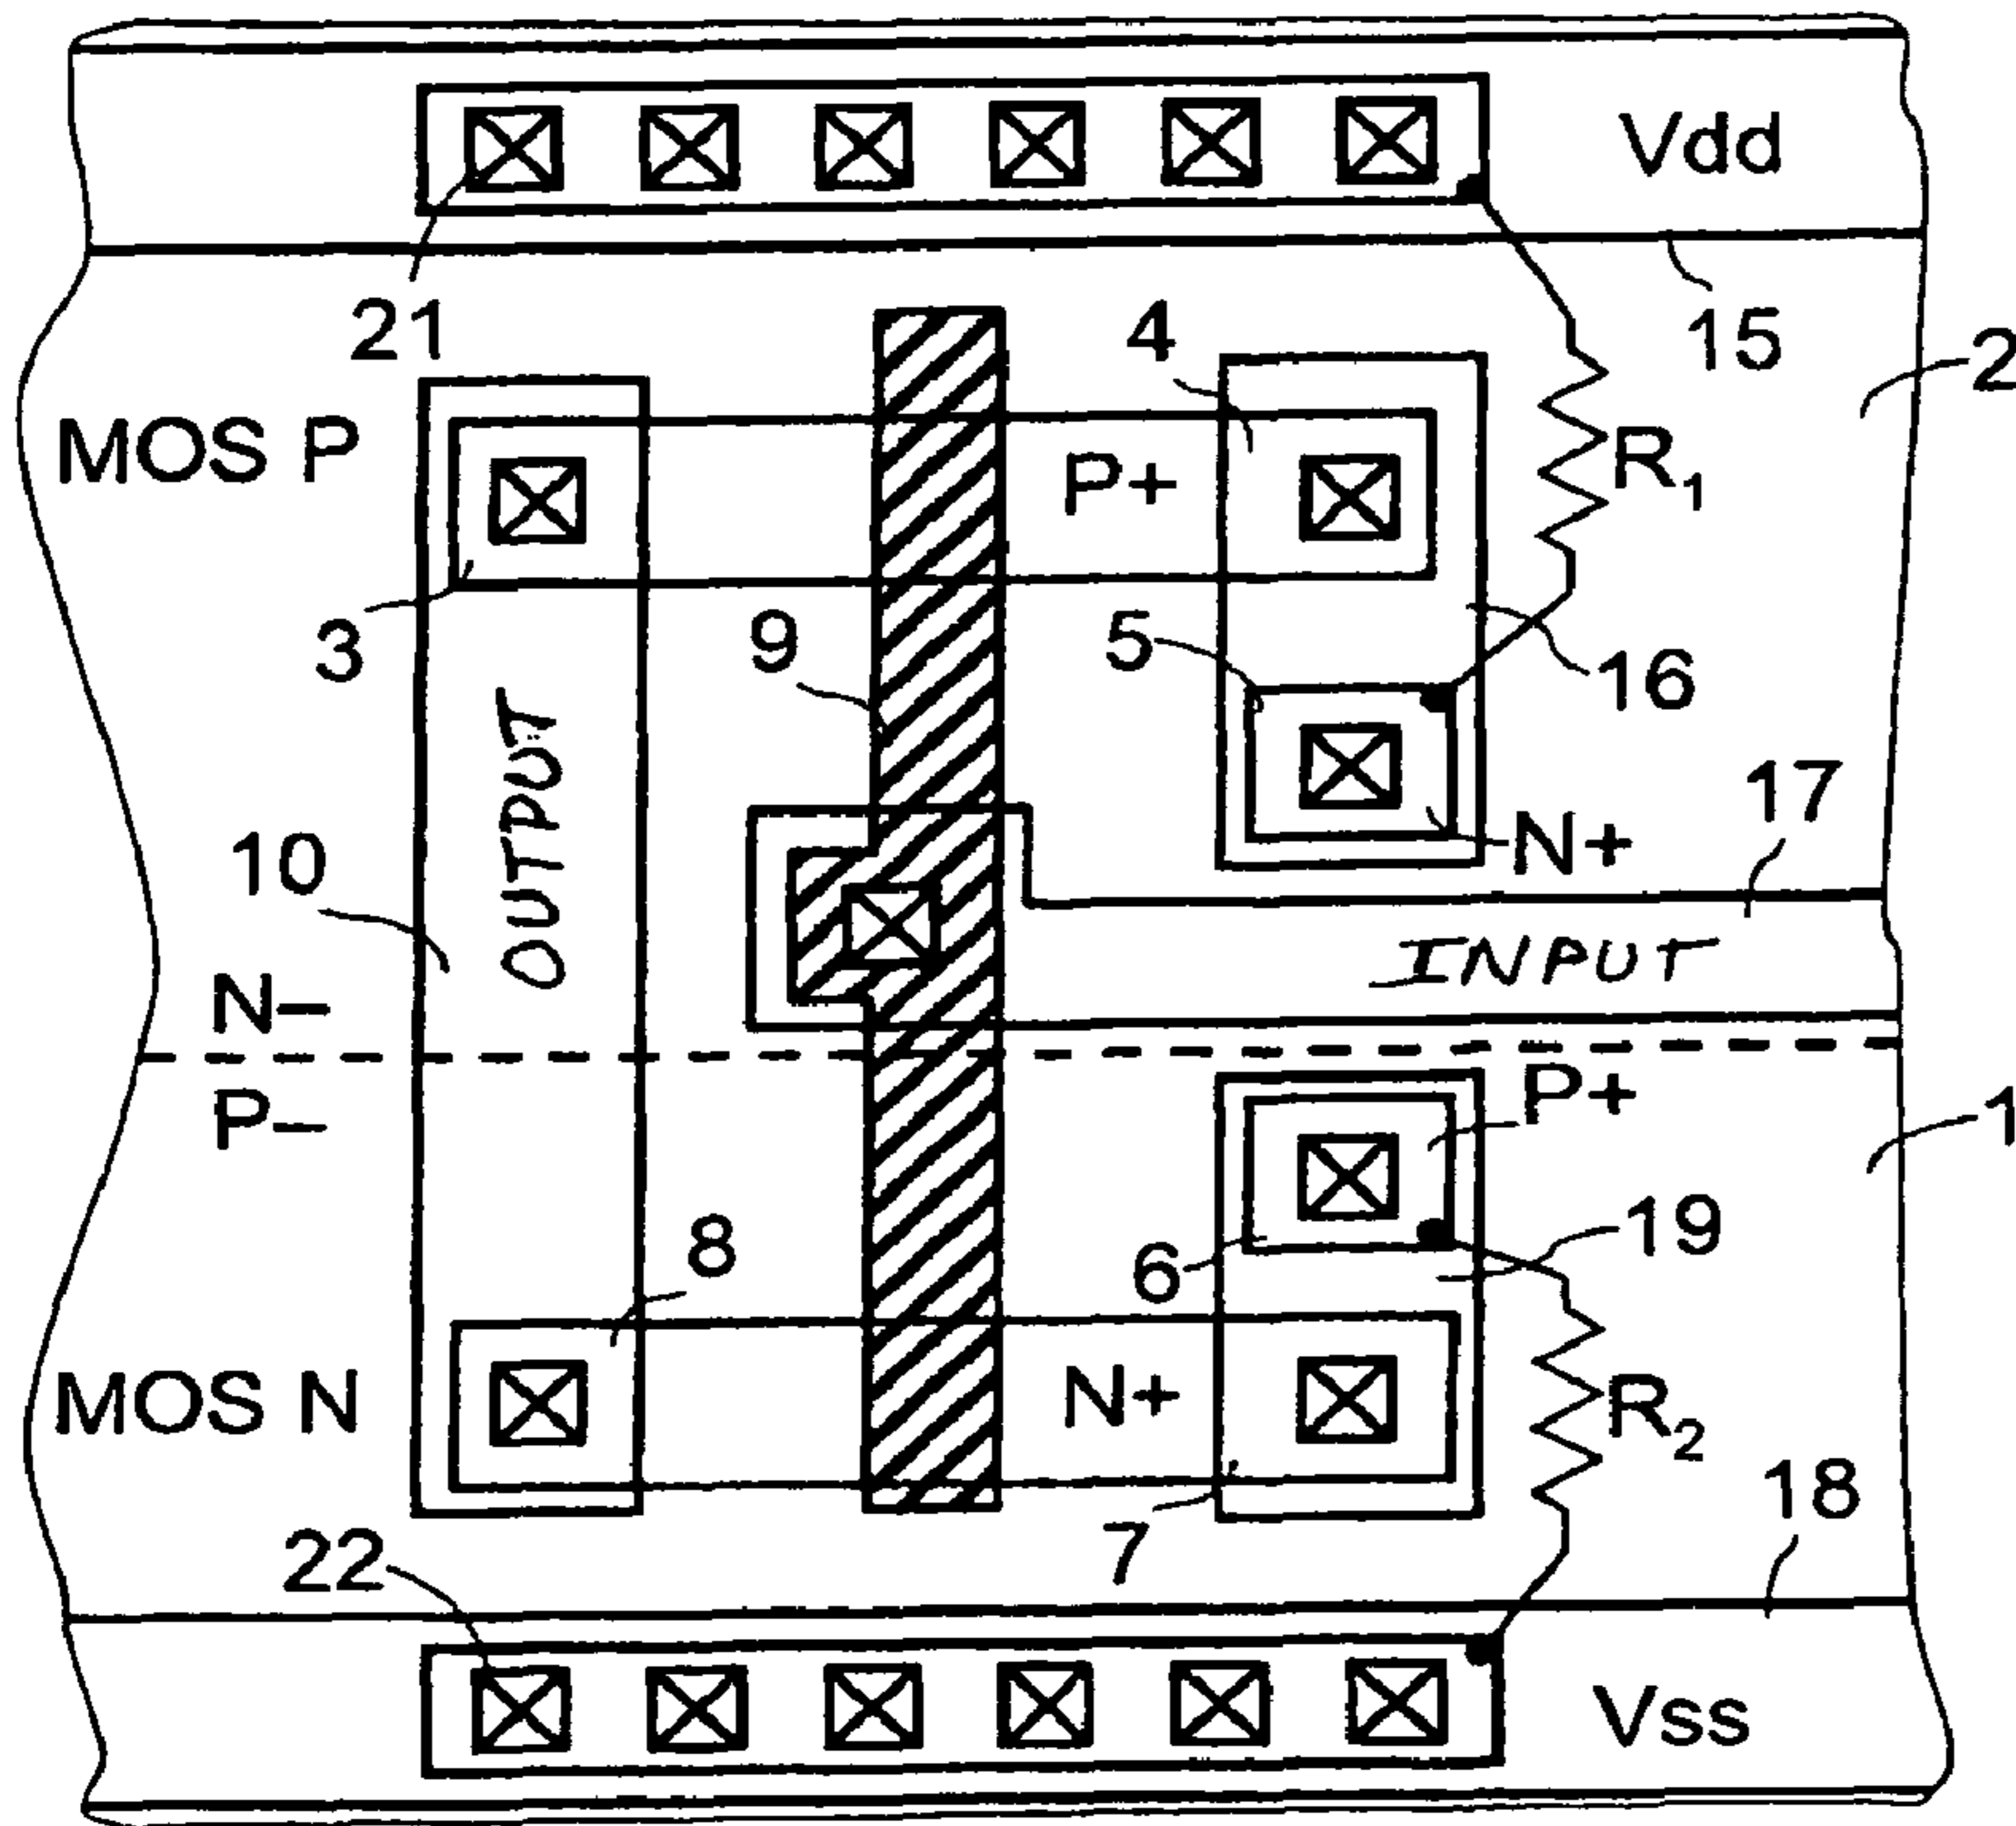 Vdd
21
4
15
2
MOS P
P+
R1
3
9
5
16
OUTPUT
17
10
N+
INPUT
N–
P–
P+
1
8
6
19
MOS N
N+
R2
18
22
7
Vss